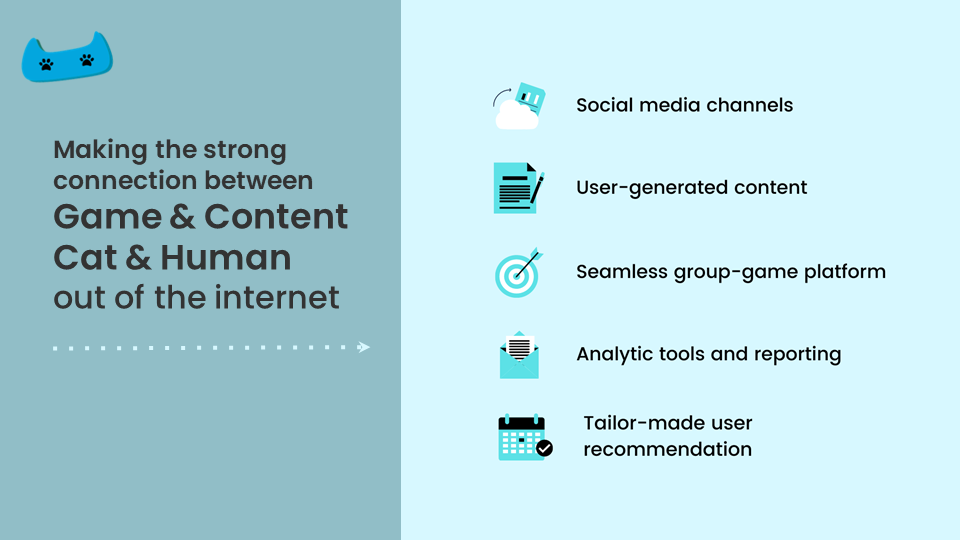 Making the strong
connection between
Game & Content
Cat & Human
out of the internet
Social media channels
User-generated content
Seamless group-game platform
Analytic tools and reporting
Tailor-made user
recommendation